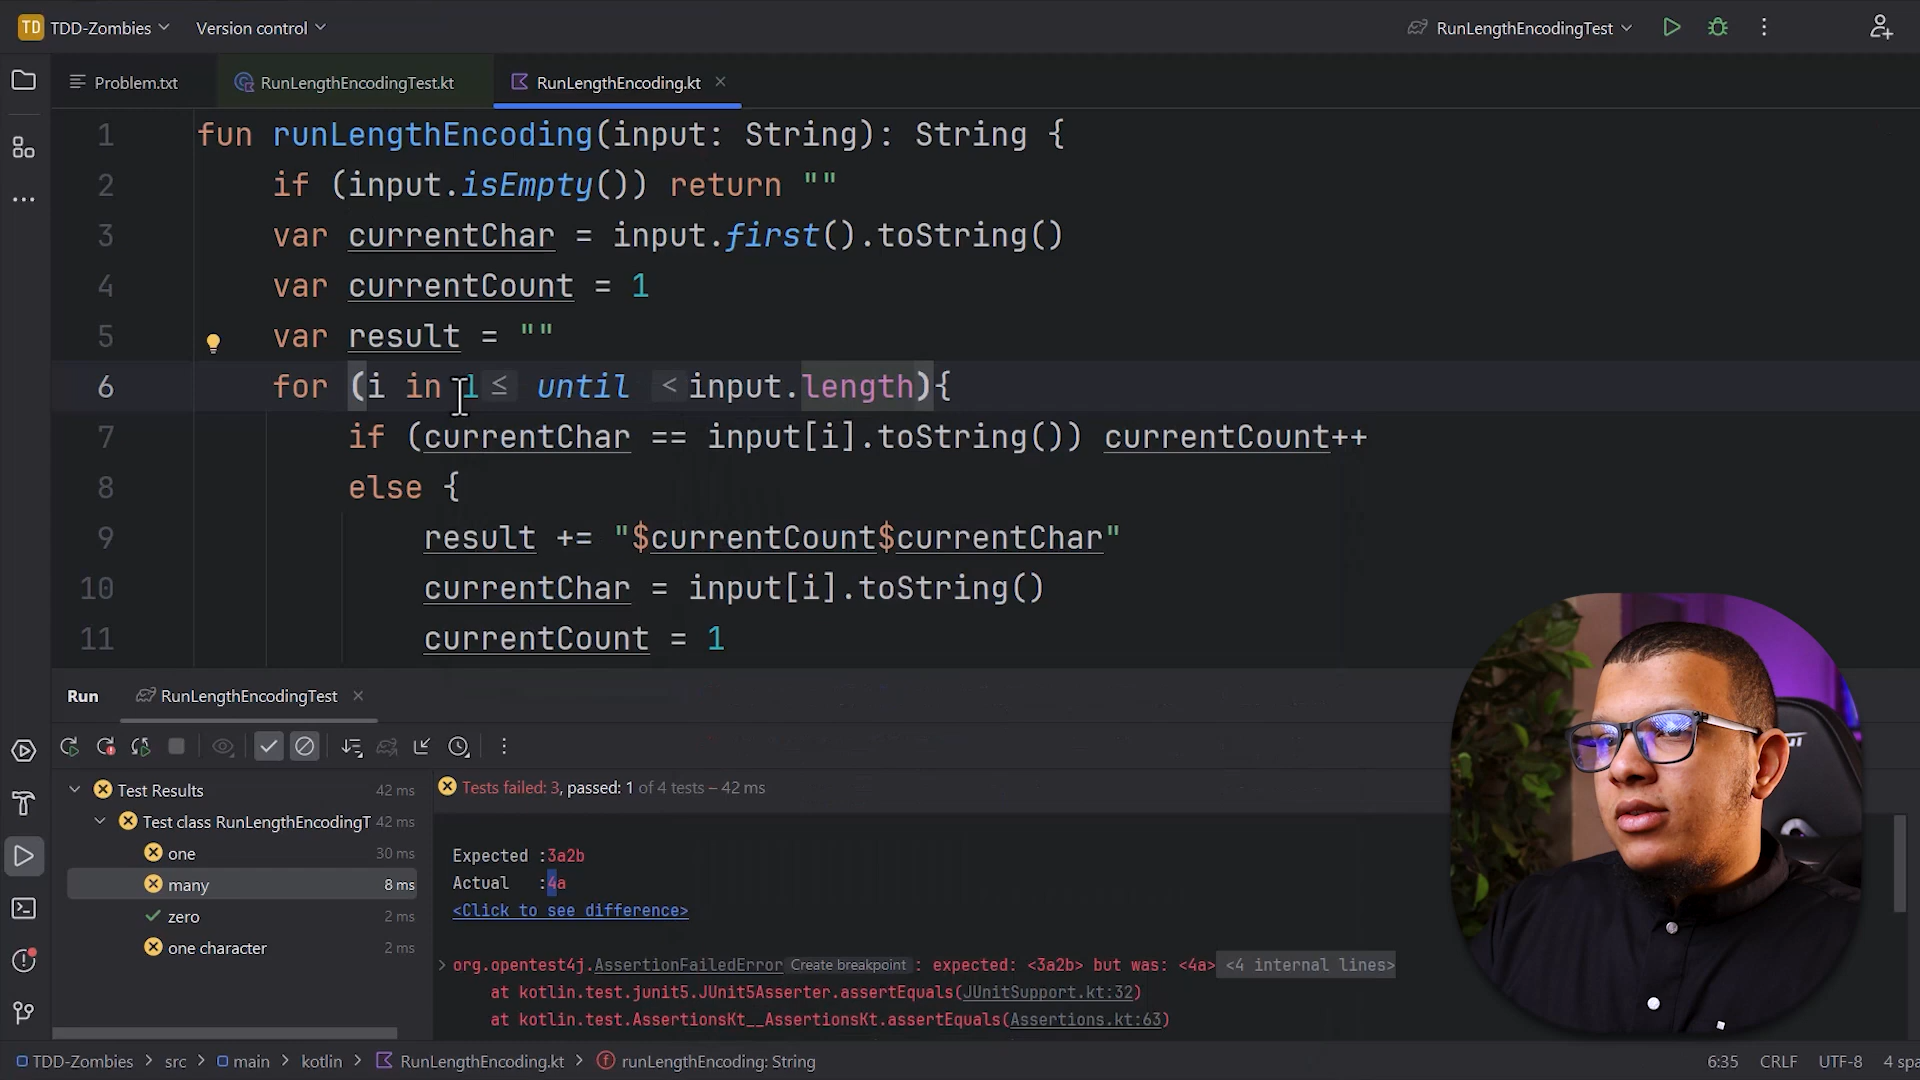 TD TDD-Zombies Version control RunLengthEncodingTest
Problem.txt RunLengthEncodingTest.kt RunLengthEncoding.kt
1 fun runLengthEncoding(input: String): String {
2 if (input.isEmpty()) return ""
3 var currentChar = input.first().toString()
4 var currentCount = 1
5 var result = ""
6 for (i in 1≤ until <input.length){
7 if (currentChar == input[i].toString()) currentCount++
8 else {
9 result += "$currentCount$currentChar"
10 currentChar = input[i].toString()
11 currentCount = 1
Run RunLengthEncodingTest
Test Results 42 ms
Test class RunLengthEncodingT 42 ms
one 30 ms
many 8 ms
zero 2 ms
one character 2 ms
Tests failed: 3, passed: 1 of 4 tests – 42 ms
Expected :3a2b
Actual :4a
<Click to see difference>
org.opentest4j.AssertionFailedError Create breakpoint : expected: <3a2b> but was: <4a> <4 internal lines>
at kotlin.test.junit5.JUnit5Asserter.assertEquals(JUnitSupport.kt:32)
at kotlin.test.AssertionsKt__AssertionsKt.assertEquals(Assertions.kt:63)
TDD-Zombies > src > main > kotlin > RunLengthEncoding.kt > runLengthEncoding: String 6:35 CRLF UTF-8 4 spa